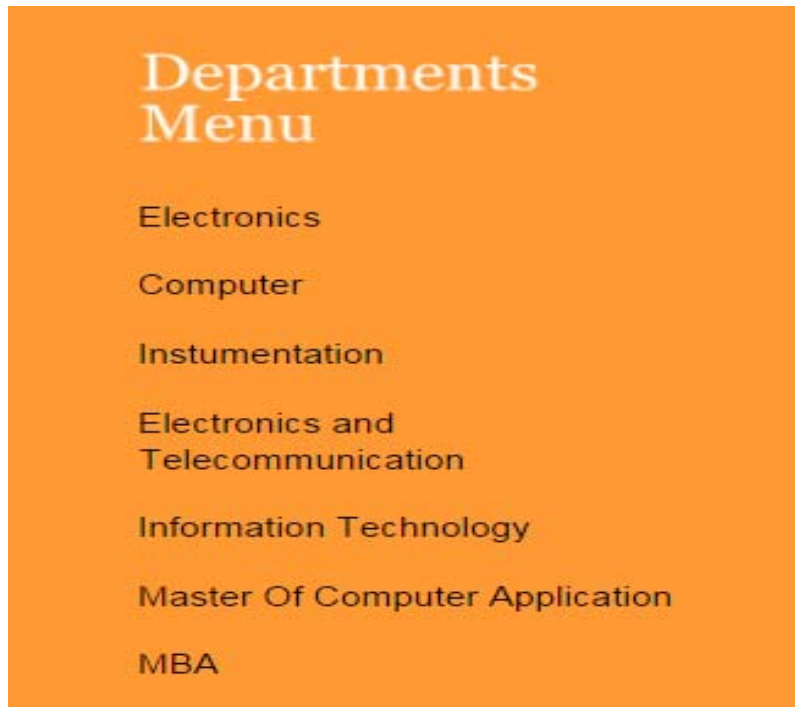 Departments
Menu
Electronics
Computer
Instumentation
Electronics and
Telecommunication
Information Technology
Master Of Computer Application
MBA